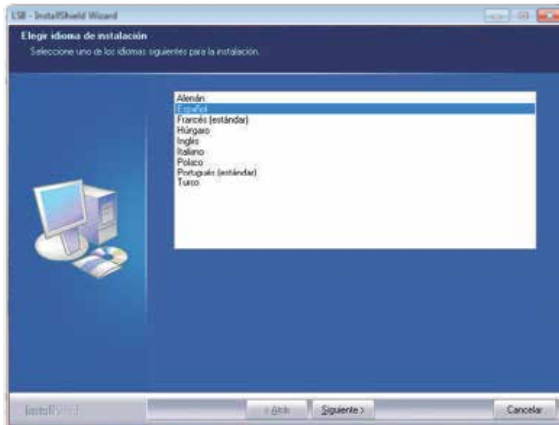 LSB - InstallShield Wizard
Elegir idioma de instalación
Seleccione uno de los idiomas siguientes para la instalación.
Alemán
Español
Francés (estándar)
Húngaro
Inglés
Italiano
Polaco
Portugués (estándar)
Turco
InstallShield
< Atrás
Siguiente >
Cancelar